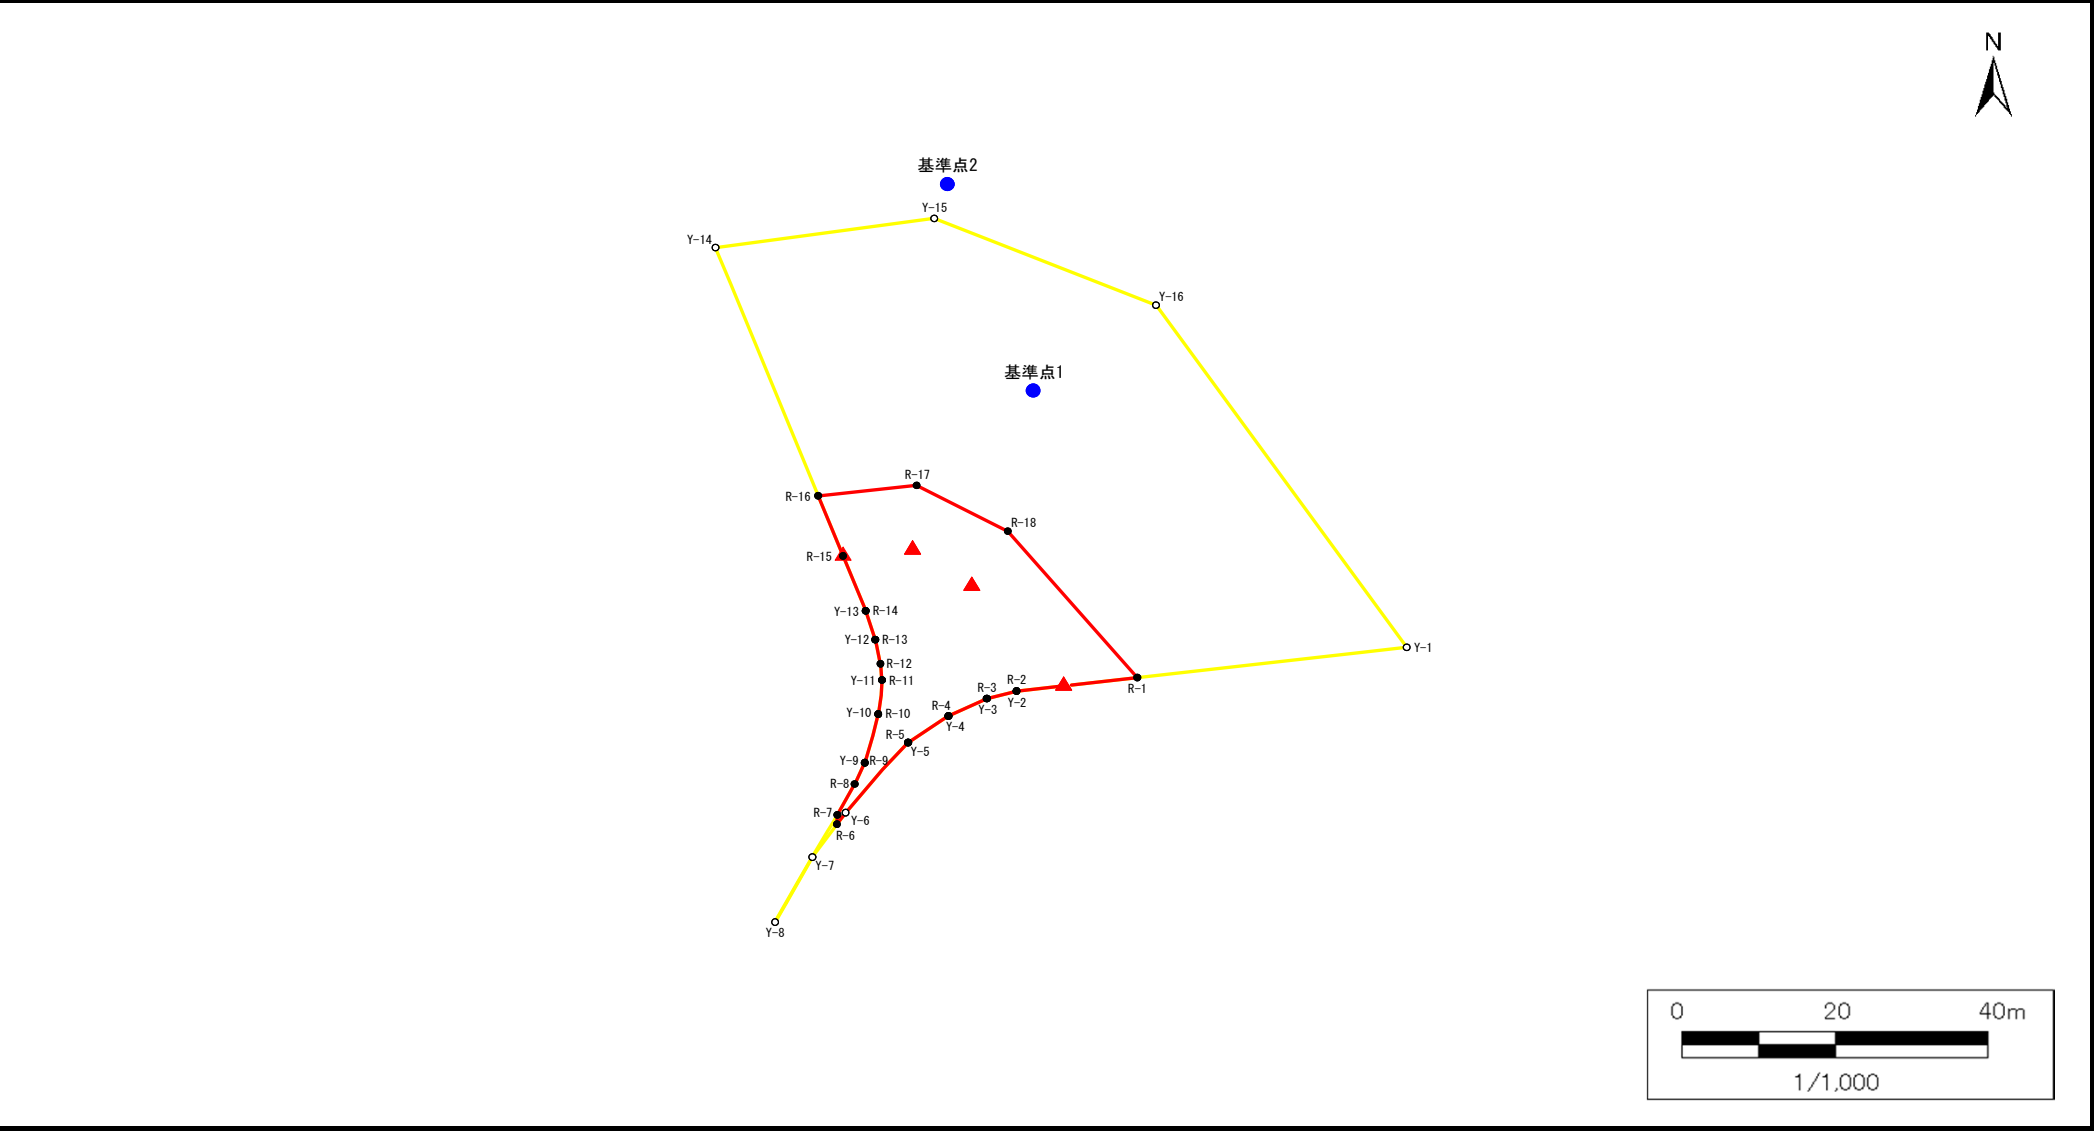 N
基準点2
Y-15
Y-14
Y-16
基準点1
R-17
R-16
R-18
R-15
Y-13 R-14
Y-12 R-13
Y-1
R-12
Y-11 R-11
R-2
R-1
R-3
Y-2
R-4
Y-3
Y-10 R-10
Y-4
R-5
Y-5
Y-9 R-9
R-8
R-7
Y-6
R-6
Y-7
Y-8
0 20 40m
1/1,000